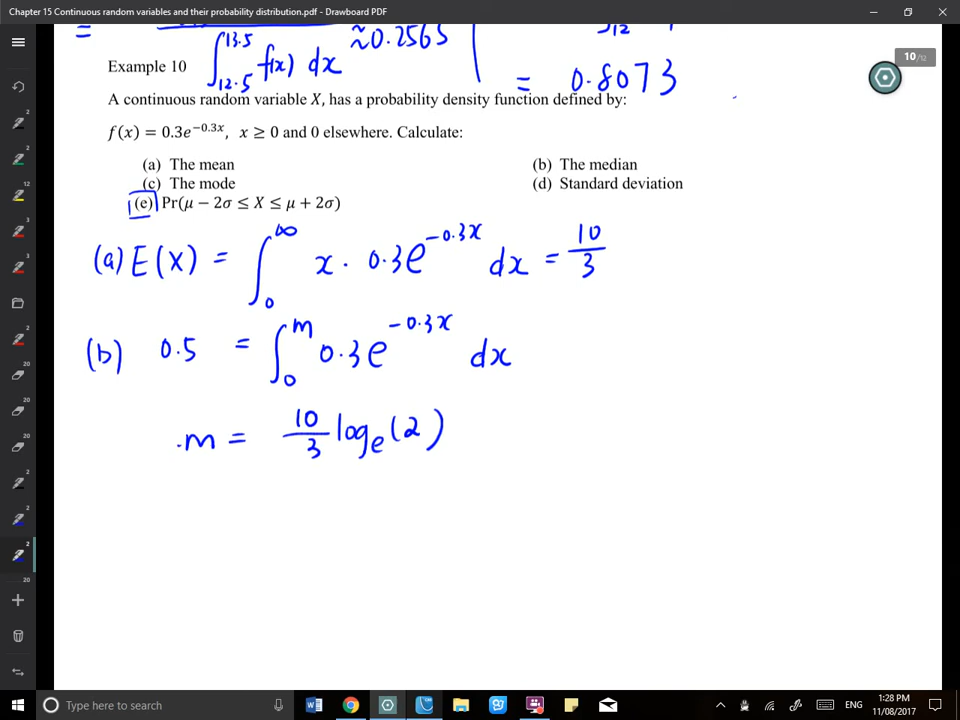 Chapter 15 Continuous random variables and their probability distribution.pdf - Drawboard PDF
10/12
= ∫12.5^13.5 f(x) dx ≈0.2565
= 0.8073
Example 10
A continuous random variable X, has a probability density function defined by:
f(x) = 0.3e^−0.3x, x ≥ 0 and 0 elsewhere. Calculate:
(a) The mean (b) The median
(c) The mode (d) Standard deviation
(e) Pr(μ − 2σ ≤ X ≤ μ + 2σ)
(a) E(X) = ∫0^∞ x · 0.3e^−0.3x dx = 10/3
(b) 0.5 = ∫0^m 0.3e^−0.3x dx
m = 10/3 loge(2)
Type here to search
ENG
1:28 PM
11/08/2017